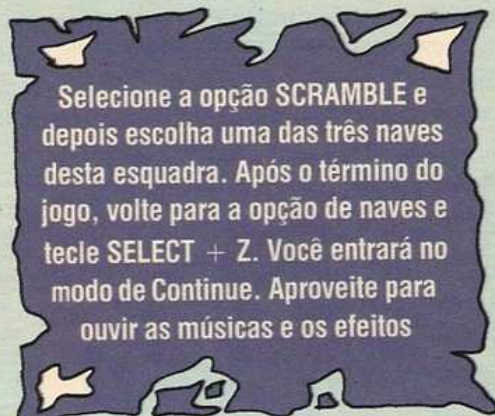 Selecione a opção SCRAMBLE e
depois escolha uma das três naves
desta esquadra. Após o término do
jogo, volte para a opção de naves e
tecle SELECT + Z. Você entrará no
modo de Continue. Aproveite para
ouvir as músicas e os efeitos